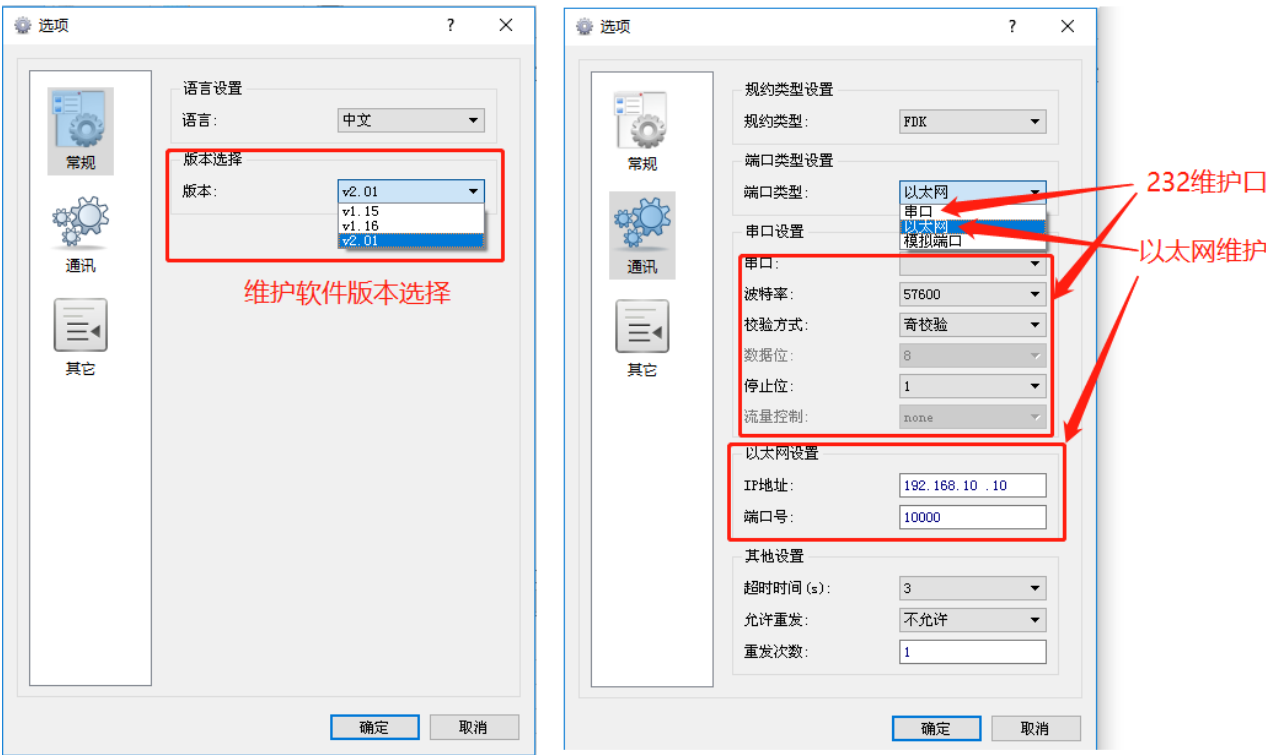 选项
?
×
常规
通讯
其它
语言设置
语言:
中文
版本选择
版本:
v2.01
v1.15
v1.16
v2.01
维护软件版本选择
确定
取消
选项
?
×
常规
通讯
其它
规约类型设置
规约类型:
FDK
端口类型设置
端口类型:
以太网
串口
以太网
模拟端口
串口设置
串口:
波特率:
57600
校验方式:
奇校验
数据位:
8
停止位:
1
流量控制:
none
以太网设置
IP地址:
192.168.10 .10
端口号:
10000
其他设置
超时时间(s):
3
允许重发:
不允许
重发次数:
1
确定
取消
232维护口
以太网维护